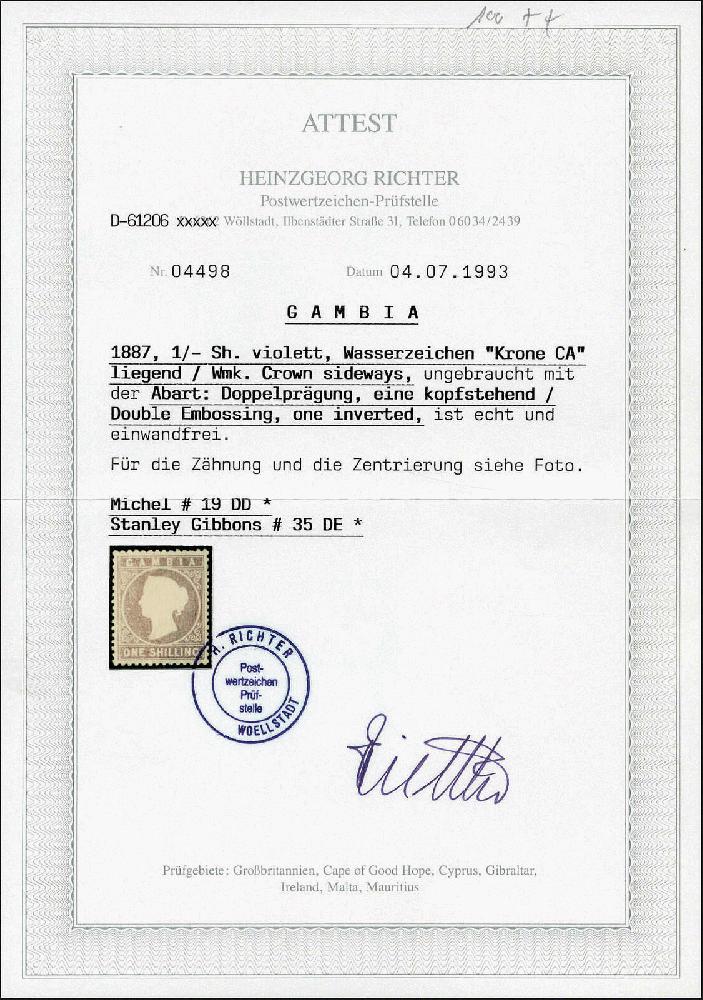 100 ++
ATTEST
HEINZGEORG RICHTER
Postwertzeichen-Prüfstelle
D-61206 xxxxx Wöllstadt, Ilbenstädter Straße 31, Telefon 06034/2439
Nr. 04498 Datum 04.07.1993
G A M B I A
1887, 1/- Sh. violett, Wasserzeichen "Krone CA"
liegend / Wmk. Crown sideways, ungebraucht mit
der Abart: Doppelprägung, eine kopfstehend /
Double Embossing, one inverted, ist echt und
einwandfrei.
Für die Zähnung und die Zentrierung siehe Foto.
Michel # 19 DD *
Stanley Gibbons # 35 DE *
GAMBIA
ONE SHILLING
H. RICHTER
Post-
wertzeichen
Prüf-
stelle
WOELLSTADT
Prüfgebiete: Großbritannien, Cape of Good Hope, Cyprus, Gibraltar,
Ireland, Malta, Mauritius